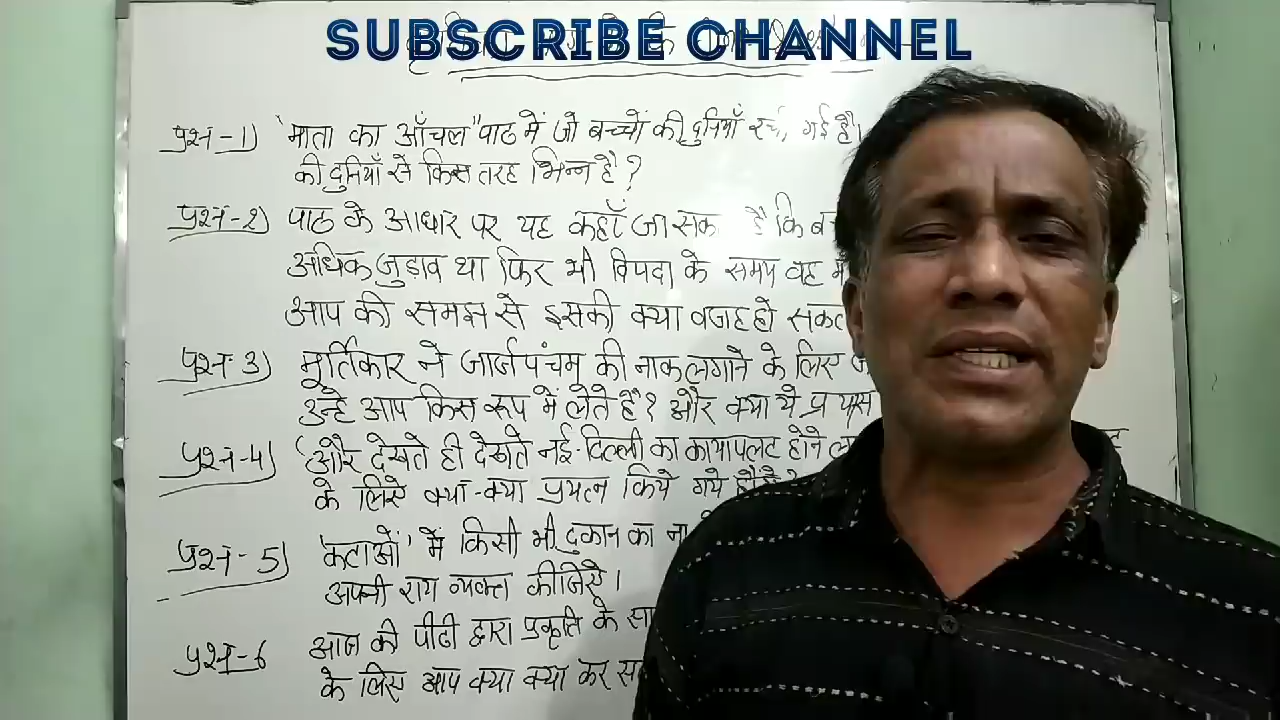 SUBSCRIBE CHANNEL
प्रश्न-1) 'माता का आँचल" पाठ में जो बच्चों की दुनियाँ रची गई है।
की दुनियाँ से किस तरह भिन्न है ?
प्रश्न-2) पाठ के आधार पर यह कहाँ जा सक है कि
अधिक जुड़ाव था फिर भी विपदा के समय वह
आप की समझ से इसकी क्या वजह हो
प्रश्न-3) मूर्तिकार ने जार्ज पंचम की नाक लगाने के लिए
उन्हे आप किस रूप में लेते हैं? और क्या ये प्रयास
प्रश्न-4) (और देखते ही देखते नई-दिल्ली का कायापलट होने
के लिये क्या-क्या प्रयत्न किये गये होंगे ?
प्रश्न-5) 'कटाओं' में किसी भी दुकान का
अपनी राय व्यक्त कीजिये।
प्रश्न-6 आज की पीढी द्वारा प्रकृति के
के लिए आप क्या क्या कर